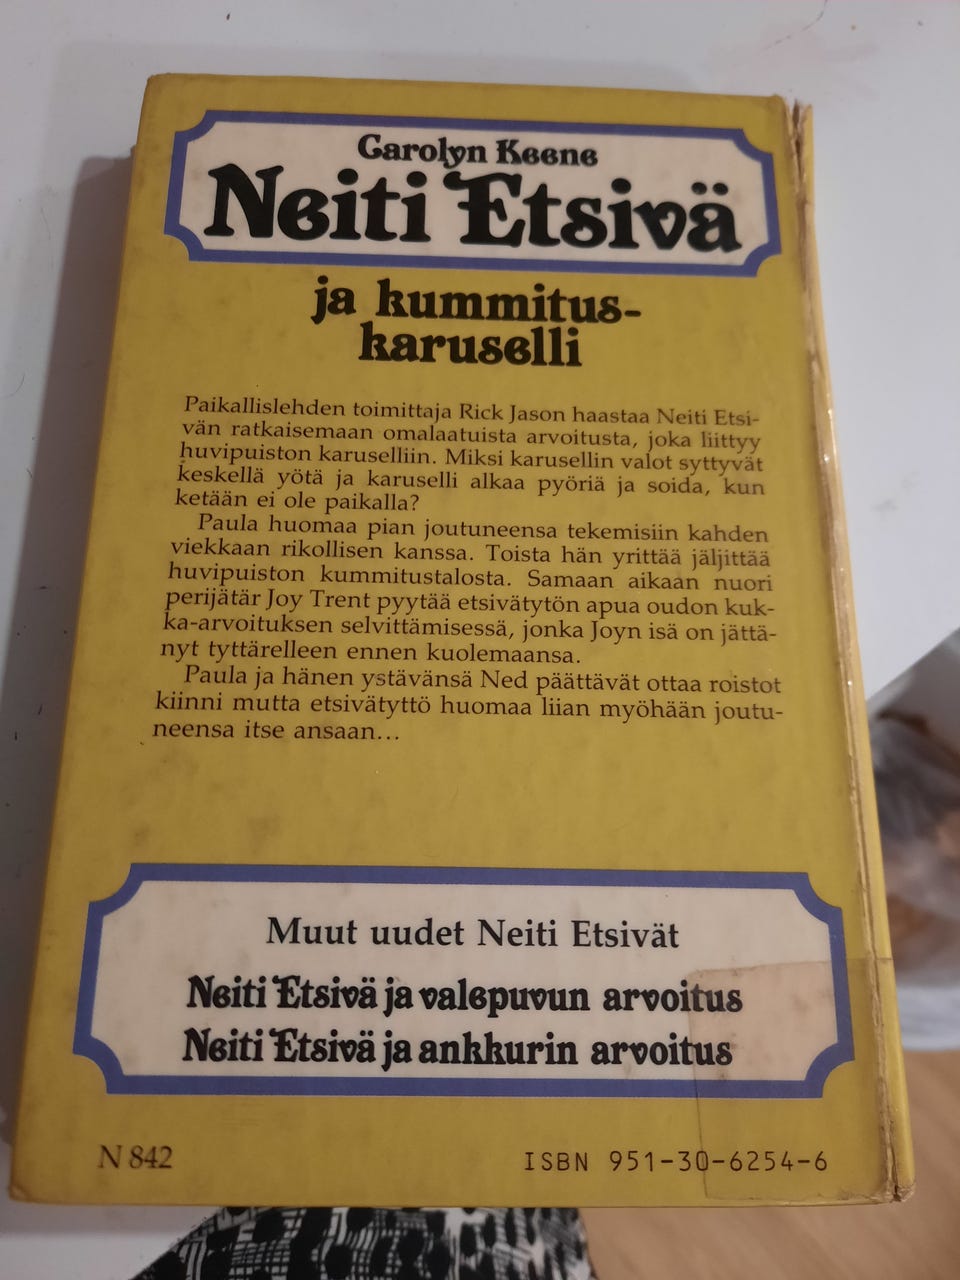 Carolyn Keene
Neiti Etsivä
ja kummitus-
karuselli
Paikallislehden toimittaja Rick Jason haastaa Neiti Etsi-
vän ratkaisemaan omalaatuista arvoitusta, joka liittyy
huvipuiston karuselliin. Miksi karusellin valot syttyvät
keskellä yötä ja karuselli alkaa pyöriä ja soida, kun
ketään ei ole paikalla?
Paula huomaa pian joutuneensa tekemisiin kahden
viekkaan rikollisen kanssa. Toista hän yrittää jäljittää
huvipuiston kummitustalosta. Samaan aikaan nuori
perijätär Joy Trent pyytää etsivätytön apua oudon kuk-
ka-arvoituksen selvittämisessä, jonka Joyn isä on jättä-
nyt tyttärelleen ennen kuolemaansa.
Paula ja hänen ystävänsä Ned päättävät ottaa roistot
kiinni mutta etsivätyttö huomaa liian myöhään joutu-
neensa itse ansaan...
Muut uudet Neiti Etsivät
Neiti Etsivä ja valepuvun arvoitus
Neiti Etsivä ja ankkurin arvoitus
N 842
ISBN 951-30-6254-6